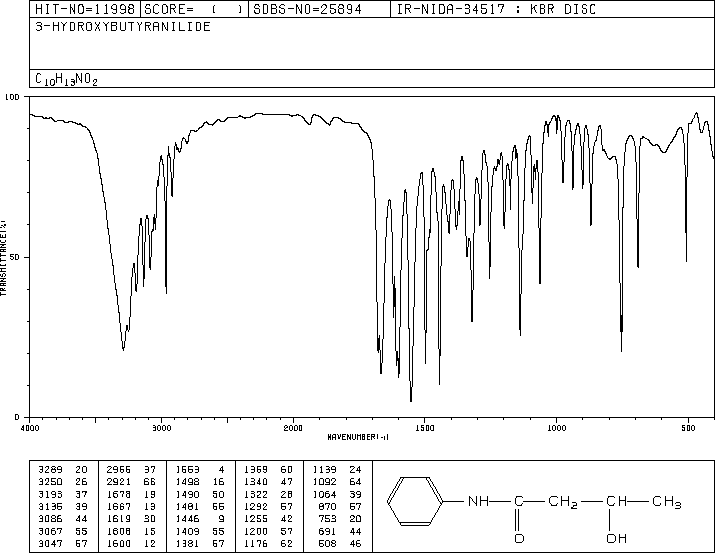 HIT-NO=11998 SCORE= ( ) SDBS-NO=25894 IR-NIDA-34517 : KBR DISC
3-HYDROXYBUTYRANILIDE
C10H13NO2
100
50
0
TRANSMITTANCE(%)
4000 3000 2000 1500 1000 500
WAVENUMBER(-1)
3289 20 2966 37 1553 4 1369 60 1139 24
3250 26 2921 66 1498 16 1340 47 1092 64
3193 37 1678 19 1490 50 1322 28 1064 39
3135 39 1667 13 1481 55 1292 57 870 57
3086 44 1619 30 1446 9 1255 42 753 20
3067 55 1608 15 1409 55 1200 57 691 44
3047 57 1600 12 1381 57 1176 62 508 46
NH C CH2 CH CH3
O OH